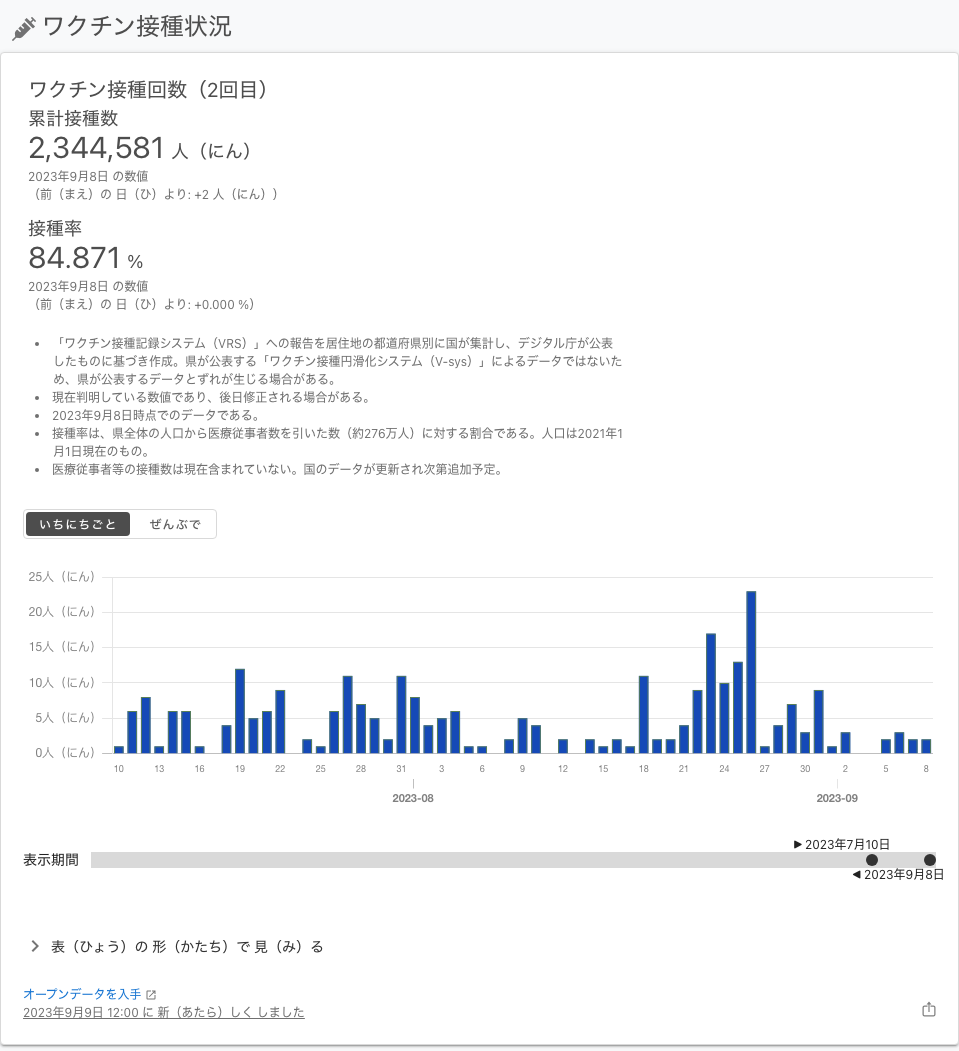 ワクチン接種状況
ワクチン接種回数（2回目）
累計接種数
2,344,581 人（にん）
2023年9月8日 の数値
（前（まえ）の 日（ひ）より: +2 人（にん））
接種率
84.871 %
2023年9月8日 の数値
（前（まえ）の 日（ひ）より: +0.000 %）
• 「ワクチン接種記録システム（VRS）」への報告を居住地の都道府県別に国が集計し、デジタル庁が公表
したものに基づき作成。県が公表する「ワクチン接種円滑化システム（V-sys）」によるデータではないた
め、県が公表するデータとずれが生じる場合がある。
• 現在判明している数値であり、後日修正される場合がある。
• 2023年9月8日時点でのデータである。
• 接種率は、県全体の人口から医療従事者数を引いた数（約276万人）に対する割合である。人口は2021年1
月1日現在のもの。
• 医療従事者等の接種数は現在含まれていない。国のデータが更新され次第追加予定。
いちにちごと ぜんぶで
25人（にん）
20人（にん）
15人（にん）
10人（にん）
5人（にん）
0人（にん）
10 13 16 19 22 25 28 31 3 6 9 12 15 18 21 24 27 30 2 5 8
2023-08 2023-09
▶ 2023年7月10日
表示期間
◀ 2023年9月8日
表（ひょう）の 形（かたち）で 見（み）る
オープンデータを入手
2023年9月9日 12:00 に 新（あたら）しく しました